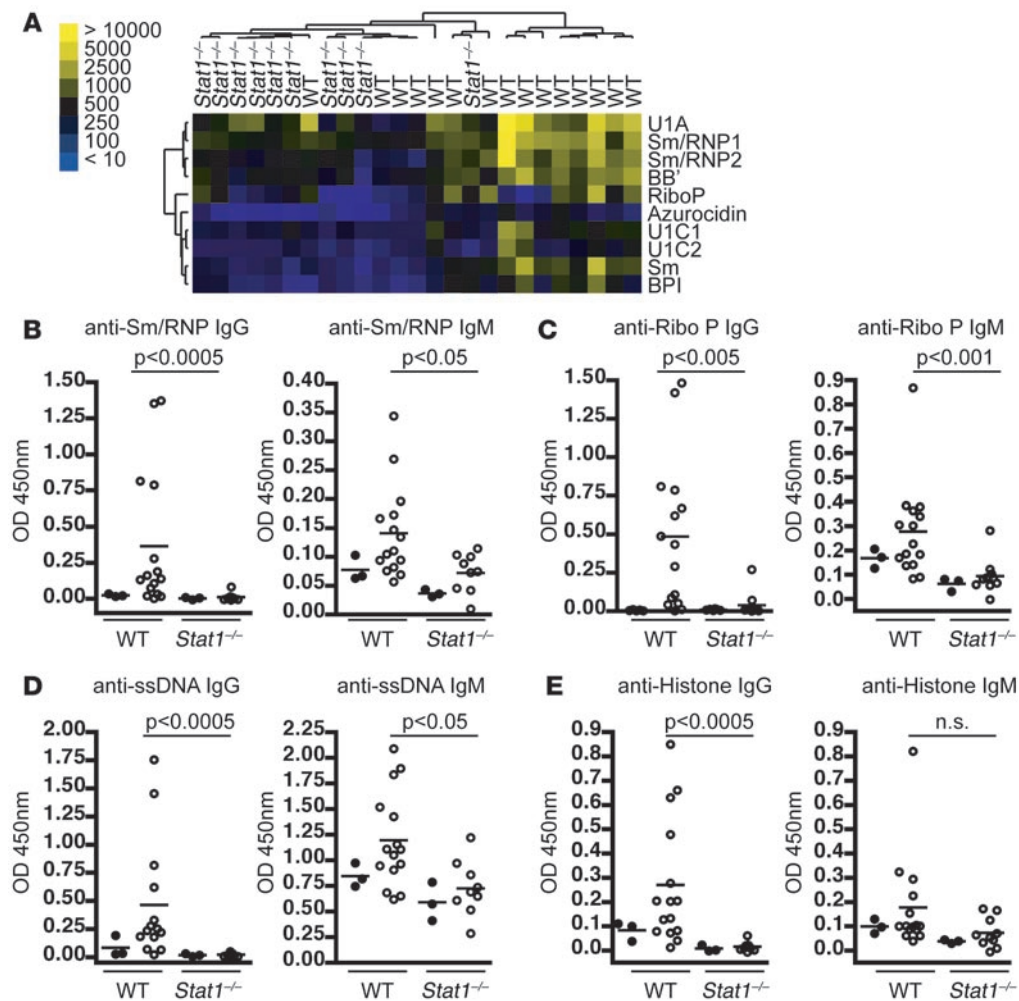 A
> 10000
5000
2500
1000
500
250
100
< 10
Stat1−/−
Stat1−/−
Stat1−/−
Stat1−/−
Stat1−/−
Stat1−/−
WT
Stat1−/−
Stat1−/−
Stat1−/−
WT
WT
WT
WT
WT
Stat1−/−
WT
WT
WT
WT
WT
WT
WT
WT
WT
U1A
Sm/RNP1
Sm/RNP2
BB'
RiboP
Azurocidin
U1C1
U1C2
Sm
BPI
B
anti-Sm/RNP IgG
p<0.0005
OD 450nm
1.50
1.25
1.00
0.75
0.50
0.25
0.00
WT
Stat1−/−
anti-Sm/RNP IgM
p<0.05
OD 450nm
0.40
0.35
0.30
0.25
0.20
0.15
0.10
0.05
0.00
WT
Stat1−/−
C
anti-Ribo P IgG
p<0.005
OD 450nm
1.50
1.25
1.00
0.75
0.50
0.25
0.00
WT
Stat1−/−
anti-Ribo P IgM
p<0.001
OD 450nm
0.9
0.8
0.7
0.6
0.5
0.4
0.3
0.2
0.1
0.0
WT
Stat1−/−
D
anti-ssDNA IgG
p<0.0005
OD 450nm
2.00
1.75
1.50
1.25
1.00
0.75
0.50
0.25
0.00
WT
Stat1−/−
anti-ssDNA IgM
p<0.05
OD 450nm
2.25
2.00
1.75
1.50
1.25
1.00
0.75
0.50
0.25
0.00
WT
Stat1−/−
E
anti-Histone IgG
p<0.0005
OD 450nm
0.9
0.8
0.7
0.6
0.5
0.4
0.3
0.2
0.1
0.0
WT
Stat1−/−
anti-Histone IgM
n.s.
OD 450nm
0.9
0.8
0.7
0.6
0.5
0.4
0.3
0.2
0.1
0.0
WT
Stat1−/−